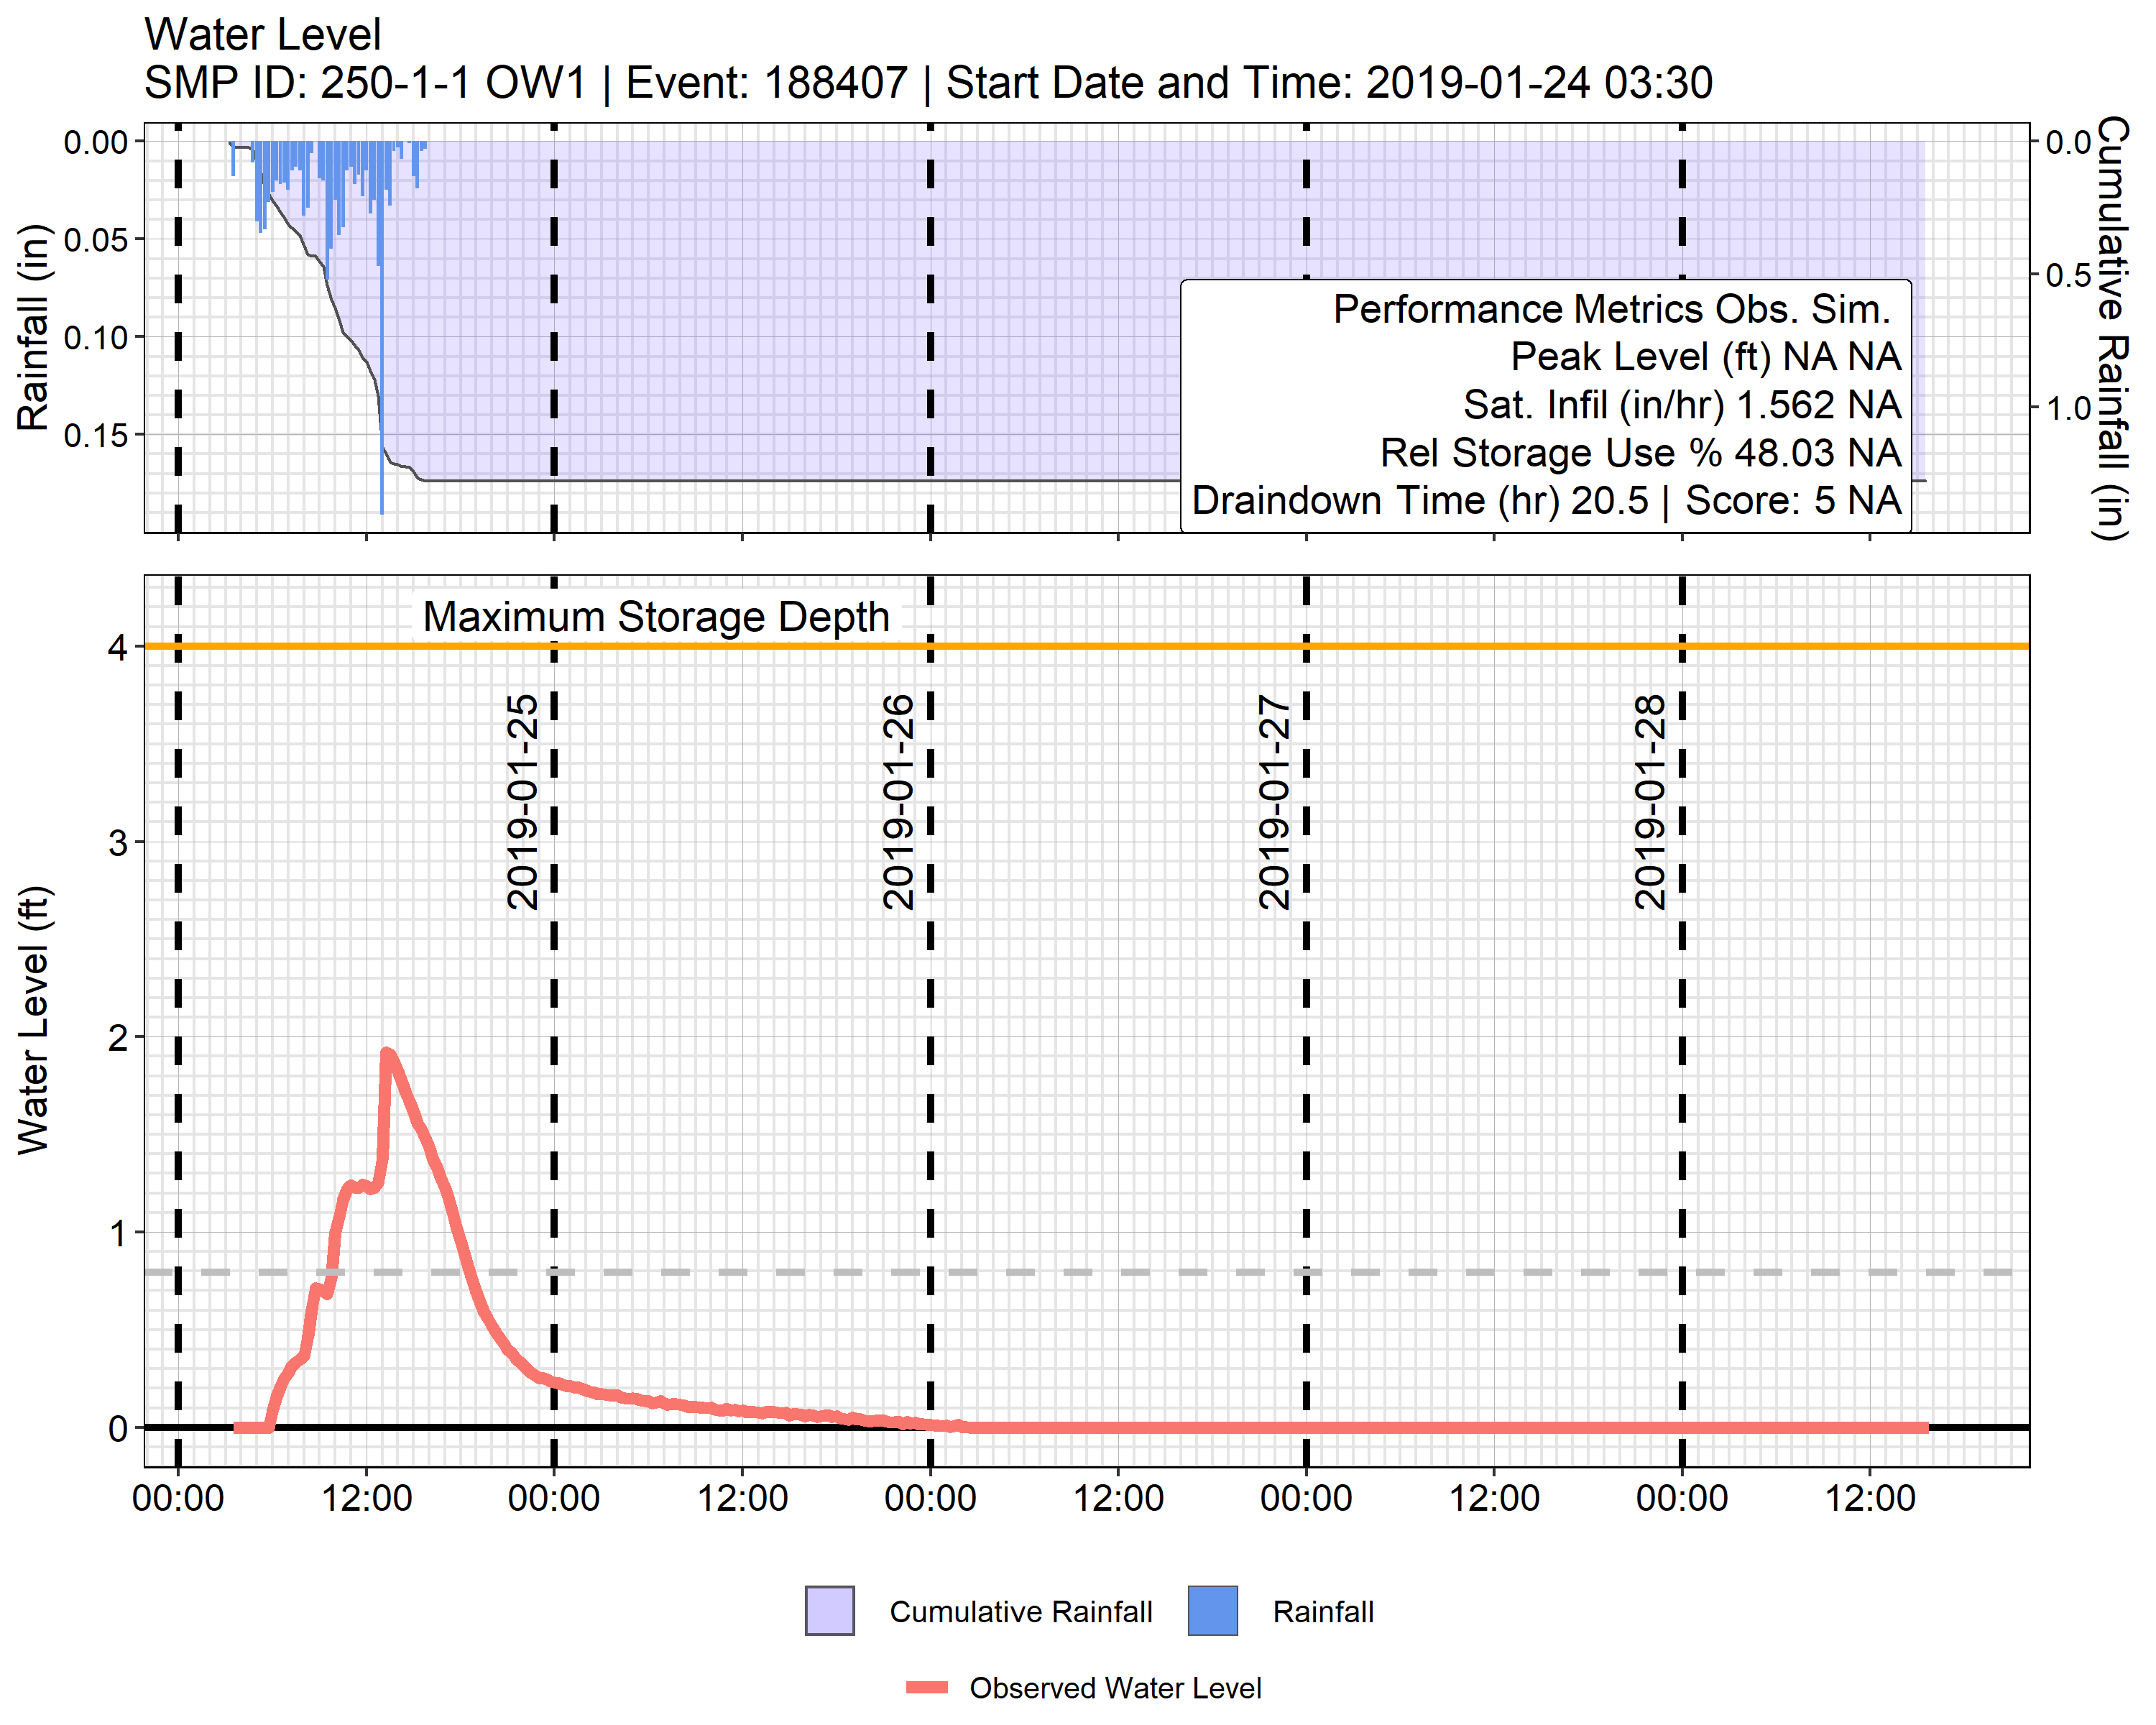 Water Level
SMP ID: 250-1-1 OW1 | Event: 188407 | Start Date and Time: 2019-01-24 03:30
Rainfall (in)
0.00
0.05
0.10
0.15
Cumulative Rainfall (in)
0.0
0.5
1.0
Performance Metrics Obs. Sim.
Peak Level (ft) NA NA
Sat. Infil (in/hr) 1.562 NA
Rel Storage Use % 48.03 NA
Draindown Time (hr) 20.5 | Score: 5 NA
Maximum Storage Depth
Water Level (ft)
4
3
2
1
0
2019-01-25
2019-01-26
2019-01-27
2019-01-28
00:00 12:00 00:00 12:00 00:00 12:00 00:00 12:00 00:00 12:00
Cumulative Rainfall
Rainfall
Observed Water Level